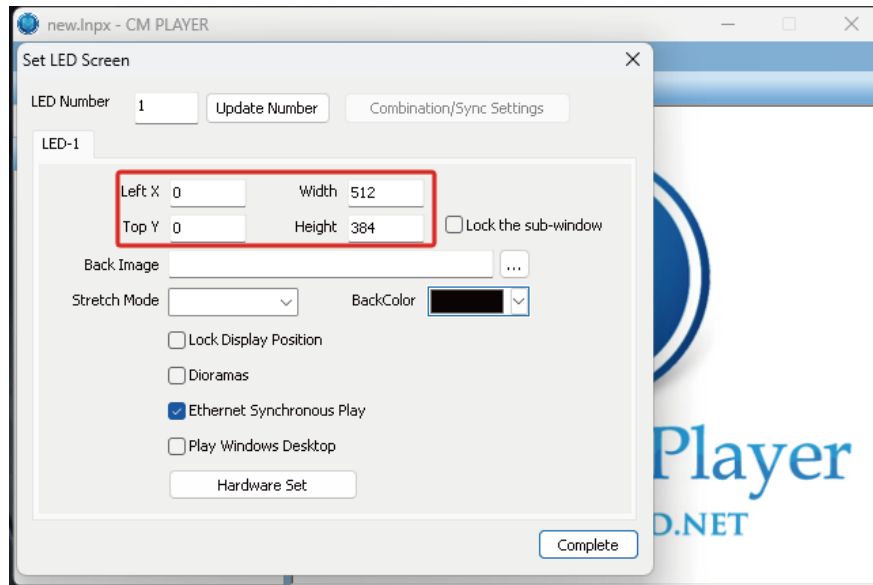 new.lnpx - CM PLAYER
Set LED Screen
LED Number 1 Update Number Combination/Sync Settings
LED-1
Left X 0 Width 512
Top Y 0 Height 384 Lock the sub-window
Back Image ...
Stretch Mode BackColor
Lock Display Position
Dioramas
Ethernet Synchronous Play
Play Windows Desktop
Hardware Set
Complete
Player
D.NET